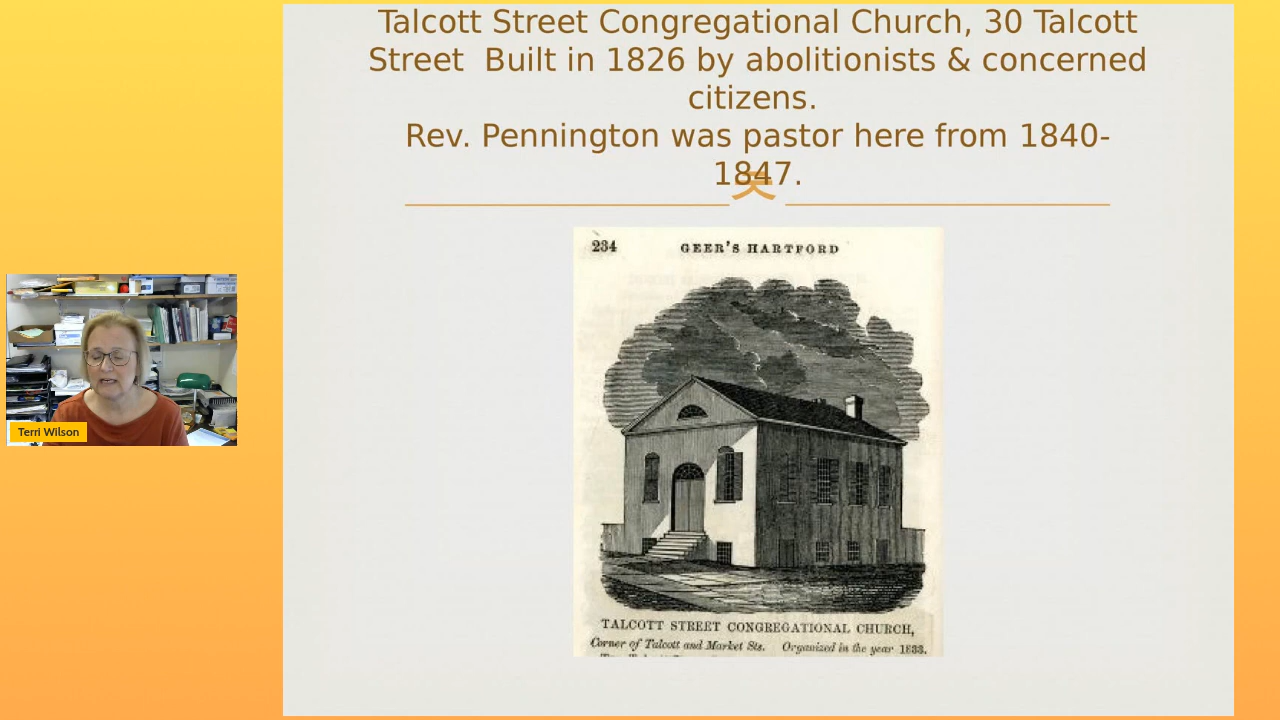 Talcott Street Congregational Church, 30 Talcott
Street  Built in 1826 by abolitionists & concerned
citizens.
Rev. Pennington was pastor here from 1840-
1847.
234 GEER'S HARTFORD
TALCOTT STREET CONGREGATIONAL CHURCH,
Corner of Talcott and Market Sts. Organized in the year 1833.
Terri Wilson